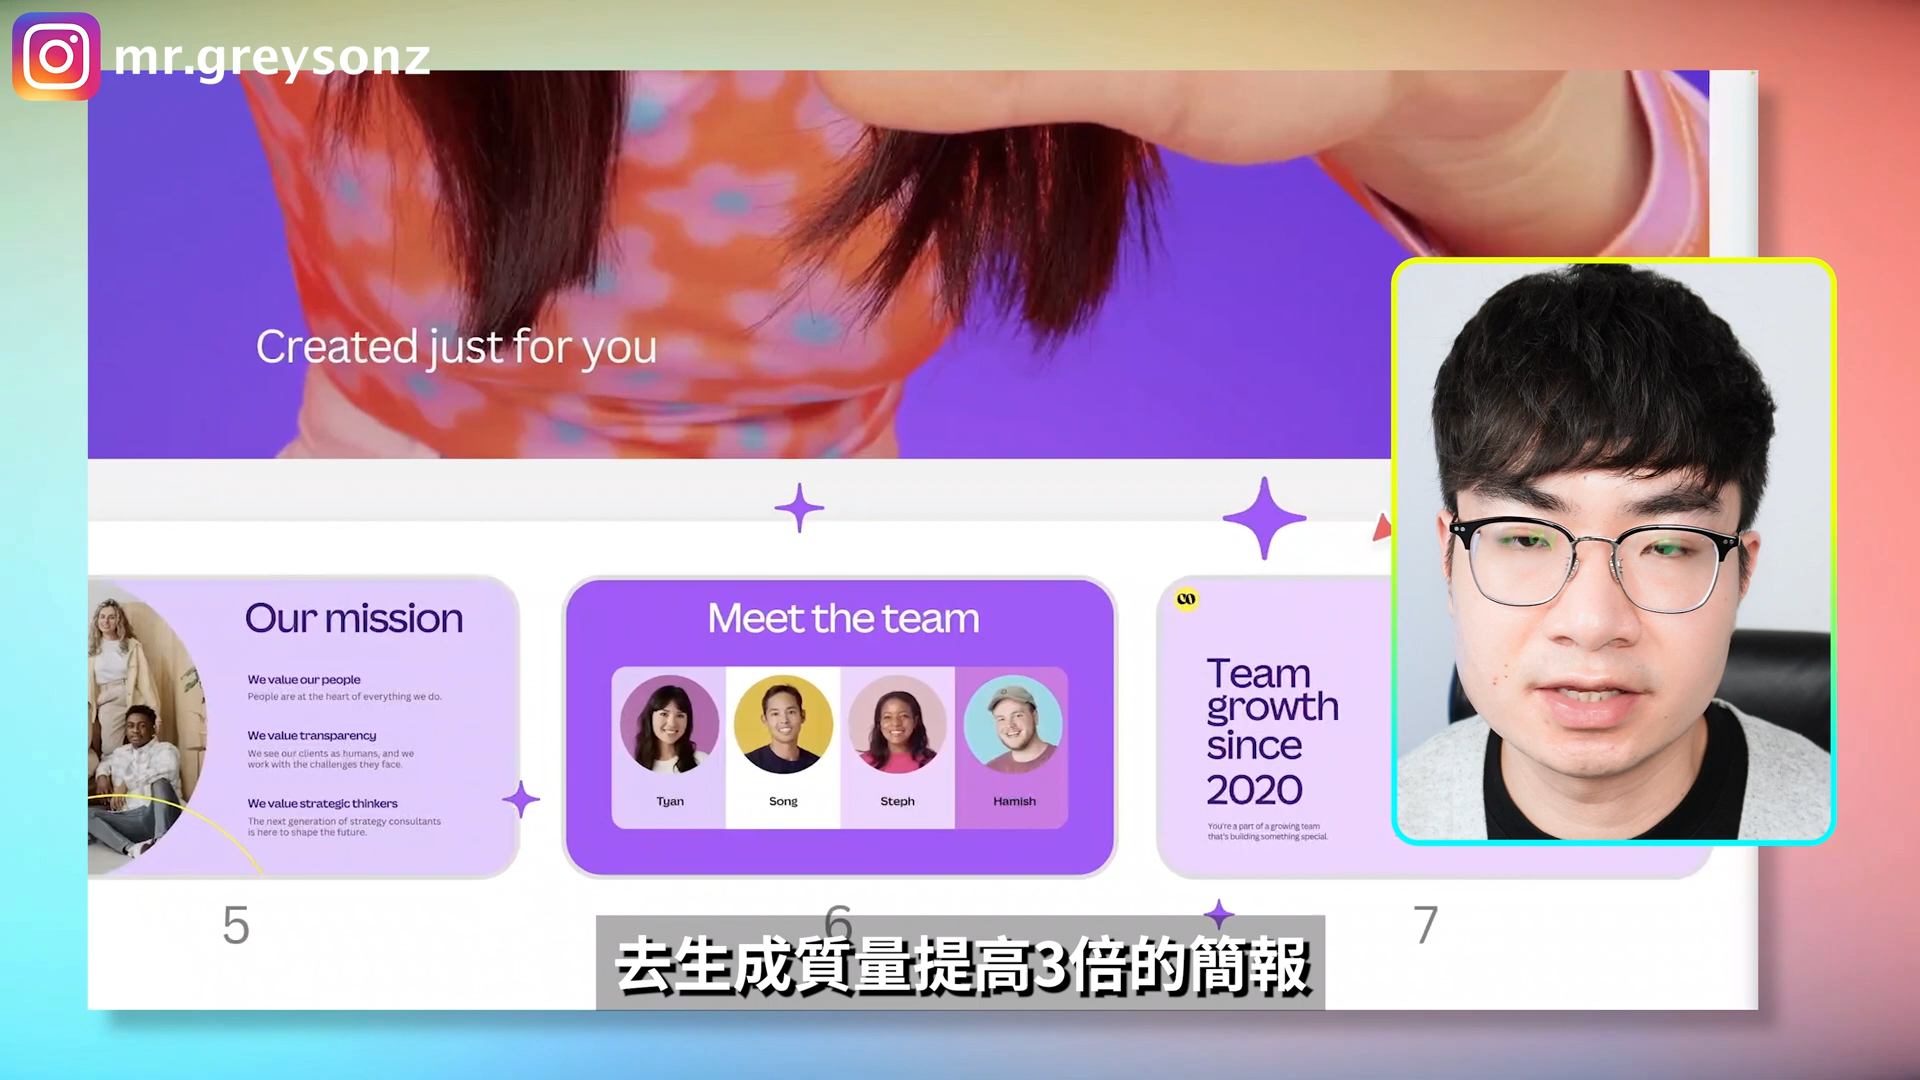 mr.greysonz
Created just for you
Our mission
We value our people
People are at the heart of everything we do.
We value transparency
We see our clients as humans, and we
work with the challenges they face.
We value strategic thinkers
The next generation of strategy consultants
is here to shape the future.
5
Meet the team
Tyan
Song
Steph
Hamish
6
co
Team
growth
since
2020
You're a part of a growing team
that's building something special.
7
去生成質量提高3倍的簡報